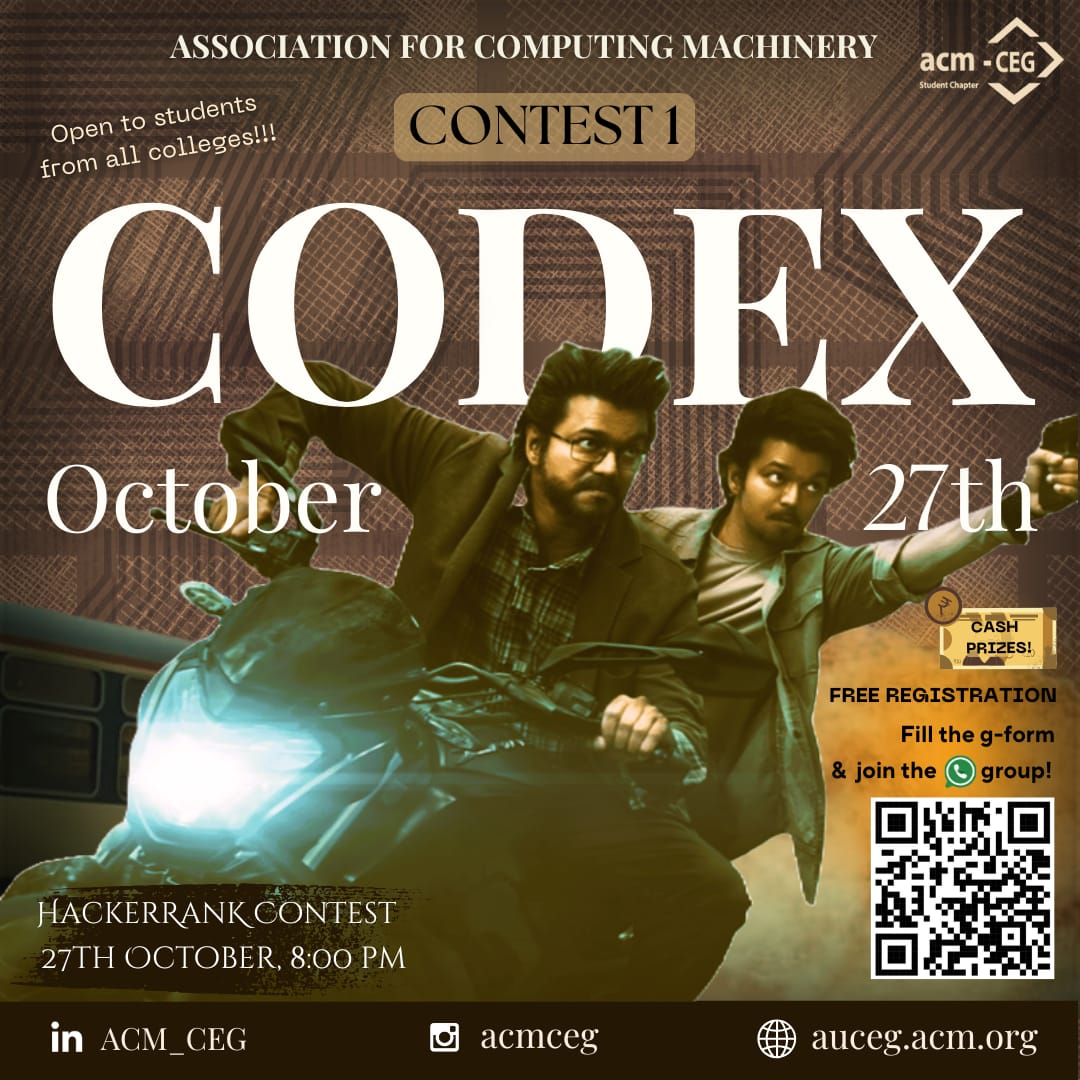 ASSOCIATION FOR COMPUTING MACHINERY
acm - CEG
Student Chapter
Open to students
from all colleges!!!
CONTEST 1
CODEX
October 27th
₹
CASH
PRIZES!
FREE REGISTRATION
Fill the g-form
& join the group!
HACKERRANK CONTEST
27TH OCTOBER, 8:00 PM
in ACM_CEG
acmceg
auceg.acm.org